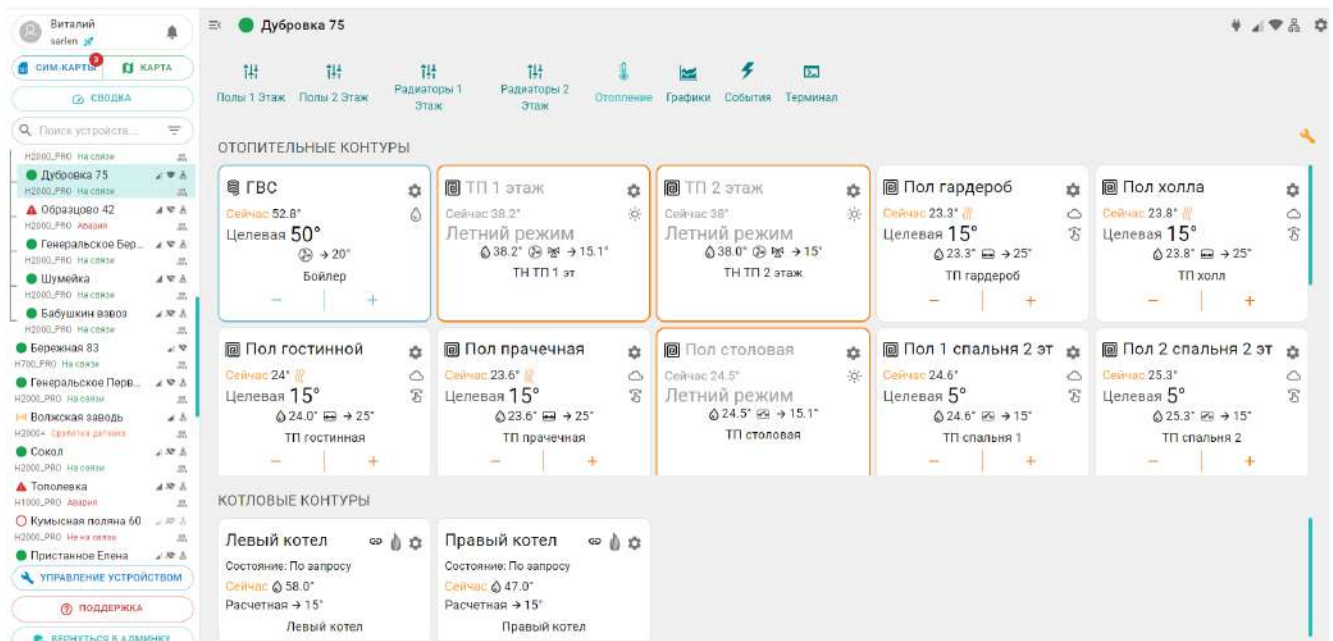 Виталий
sarlen
СИМ-КАРТЫ 3 КАРТА
СВОДКА
Поиск устройств...
H2000_PRO На связи
Дубровка 75
H2000_PRO На связи
Образцово 42
H2000_PRO Авария
Генеральское Бер...
H2000_PRO На связи
Шумейка
H2000_PRO На связи
Бабушкин взвоз
H2000_PRO На связи
Бережная 83
H700_PRO На связи
Генеральское Перв...
H2000_PRO На связи
Волжская заводь
H2000+ Сработка датчика
Сокол
H2000_PRO На связи
Тополевка
H1000_PRO Авария
Кумысная поляна 60
H2000_PRO Не на связи
Пристанное Елена
УПРАВЛЕНИЕ УСТРОЙСТВОМ
ПОДДЕРЖКА
ВЕРНУТЬСЯ В АДМИНКУ
Дубровка 75
Полы 1 Этаж
Полы 2 Этаж
Радиаторы 1
Этаж
Радиаторы 2
Этаж
Отопление
Графики
События
Терминал
ОТОПИТЕЛЬНЫЕ КОНТУРЫ
ГВС
Сейчас 52.8°
Целевая 50°
→ 20°
Бойлер
− +
ТП 1 этаж
Сейчас 38.2°
Летний режим
38.2° → 15.1°
ТН ТП 1 эт
ТП 2 этаж
Сейчас 38°
Летний режим
38.0° → 15°
ТН ТП 2 этаж
Пол гардероб
Сейчас 23.3°
Целевая 15°
23.3° → 25°
ТП гардероб
− +
Пол холла
Сейчас 23.8°
Целевая 15°
23.8° → 25°
ТП холл
− +
Пол гостинной
Сейчас 24°
Целевая 15°
24.0° → 25°
ТП гостинная
− +
Пол прачечная
Сейчас 23.6°
Целевая 15°
23.6° → 25°
ТП прачечная
− +
Пол столовая
Сейчас 24.5°
Летний режим
24.5° → 15.1°
ТП столовая
Пол 1 спальня 2 эт
Сейчас 24.6°
Целевая 5°
24.6° → 15°
ТП спальня 1
− +
Пол 2 спальня 2 эт
Сейчас 25.3°
Целевая 5°
25.3° → 15°
ТП спальня 2
− +
КОТЛОВЫЕ КОНТУРЫ
Левый котел
Состояние: По запросу
Сейчас 58.0°
Расчетная → 15°
Левый котел
Правый котел
Состояние: По запросу
Сейчас 47.0°
Расчетная → 15°
Правый котел